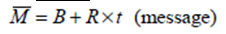 M̅ = B + R×t (message)